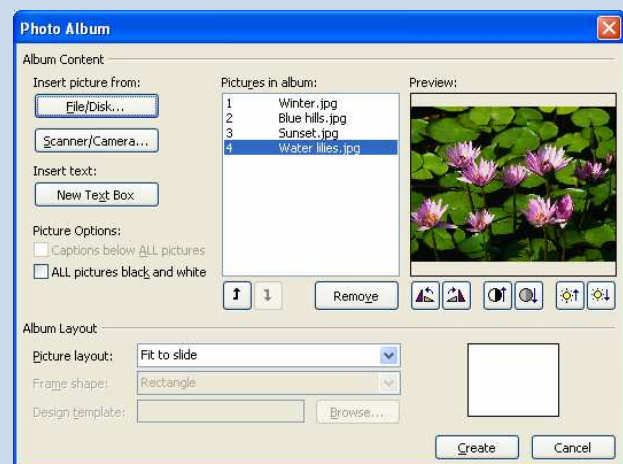 Photo Album
Album Content
Insert picture from:
File/Disk...
Scanner/Camera...
Insert text:
New Text Box
Picture Options:
Captions below ALL pictures
ALL pictures black and white
Pictures in album:
1 Winter.jpg
2 Blue hills.jpg
3 Sunset.jpg
4 Water lilies.jpg
Remove
Preview:
Album Layout
Picture layout: Fit to slide
Frame shape: Rectangle
Design template: Browse...
Create Cancel